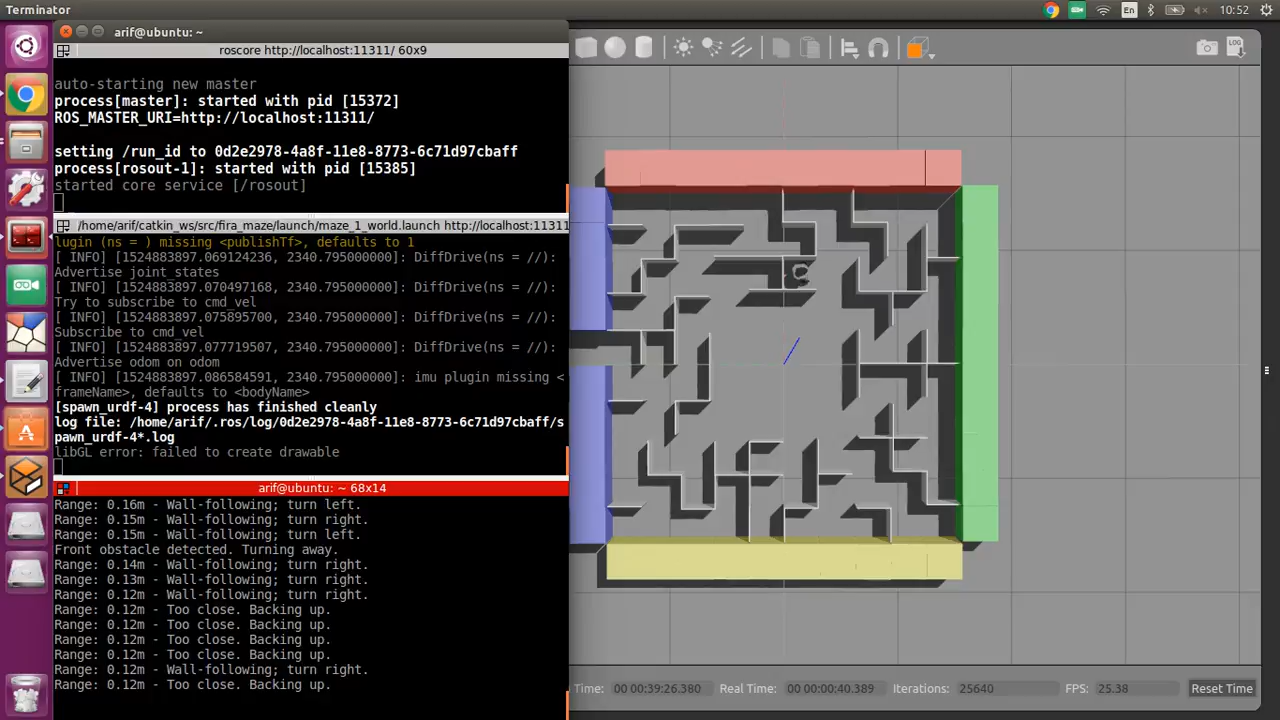 Terminator
En
10:52
arif@ubuntu: ~
roscore http://localhost:11311/ 60x9
auto-starting new master
process[master]: started with pid [15372]
ROS_MASTER_URI=http://localhost:11311/
setting /run_id to 0d2e2978-4a8f-11e8-8773-6c71d97cbaff
process[rosout-1]: started with pid [15385]
started core service [/rosout]
/home/arif/catkin_ws/src/fira_maze/launch/maze_1_world.launch http://localhost:11311
lugin (ns = ) missing <publishTf>, defaults to 1
[ INFO] [1524883897.069124236, 2340.795000000]: DiffDrive(ns = //):
Advertise joint_states
[ INFO] [1524883897.070497168, 2340.795000000]: DiffDrive(ns = //):
Try to subscribe to cmd_vel
[ INFO] [1524883897.075895700, 2340.795000000]: DiffDrive(ns = //):
Subscribe to cmd_vel
[ INFO] [1524883897.077719507, 2340.795000000]: DiffDrive(ns = //):
Advertise odom on odom
[ INFO] [1524883897.086584591, 2340.795000000]: imu plugin missing <
frameName>, defaults to <bodyName>
[spawn_urdf-4] process has finished cleanly
log file: /home/arif/.ros/log/0d2e2978-4a8f-11e8-8773-6c71d97cbaff/s
pawn_urdf-4*.log
libGL error: failed to create drawable
arif@ubuntu: ~ 68x14
Range: 0.16m - Wall-following; turn left.
Range: 0.15m - Wall-following; turn right.
Range: 0.15m - Wall-following; turn left.
Front obstacle detected. Turning away.
Range: 0.14m - Wall-following; turn right.
Range: 0.13m - Wall-following; turn right.
Range: 0.12m - Wall-following; turn right.
Range: 0.12m - Too close. Backing up.
Range: 0.12m - Too close. Backing up.
Range: 0.12m - Too close. Backing up.
Range: 0.12m - Too close. Backing up.
Range: 0.12m - Wall-following; turn right.
Range: 0.12m - Too close. Backing up.
LOG
Time: 00 00:39:26.380 Real Time: 00 00:00:40.389 Iterations: 25640 FPS: 25.38 Reset Time